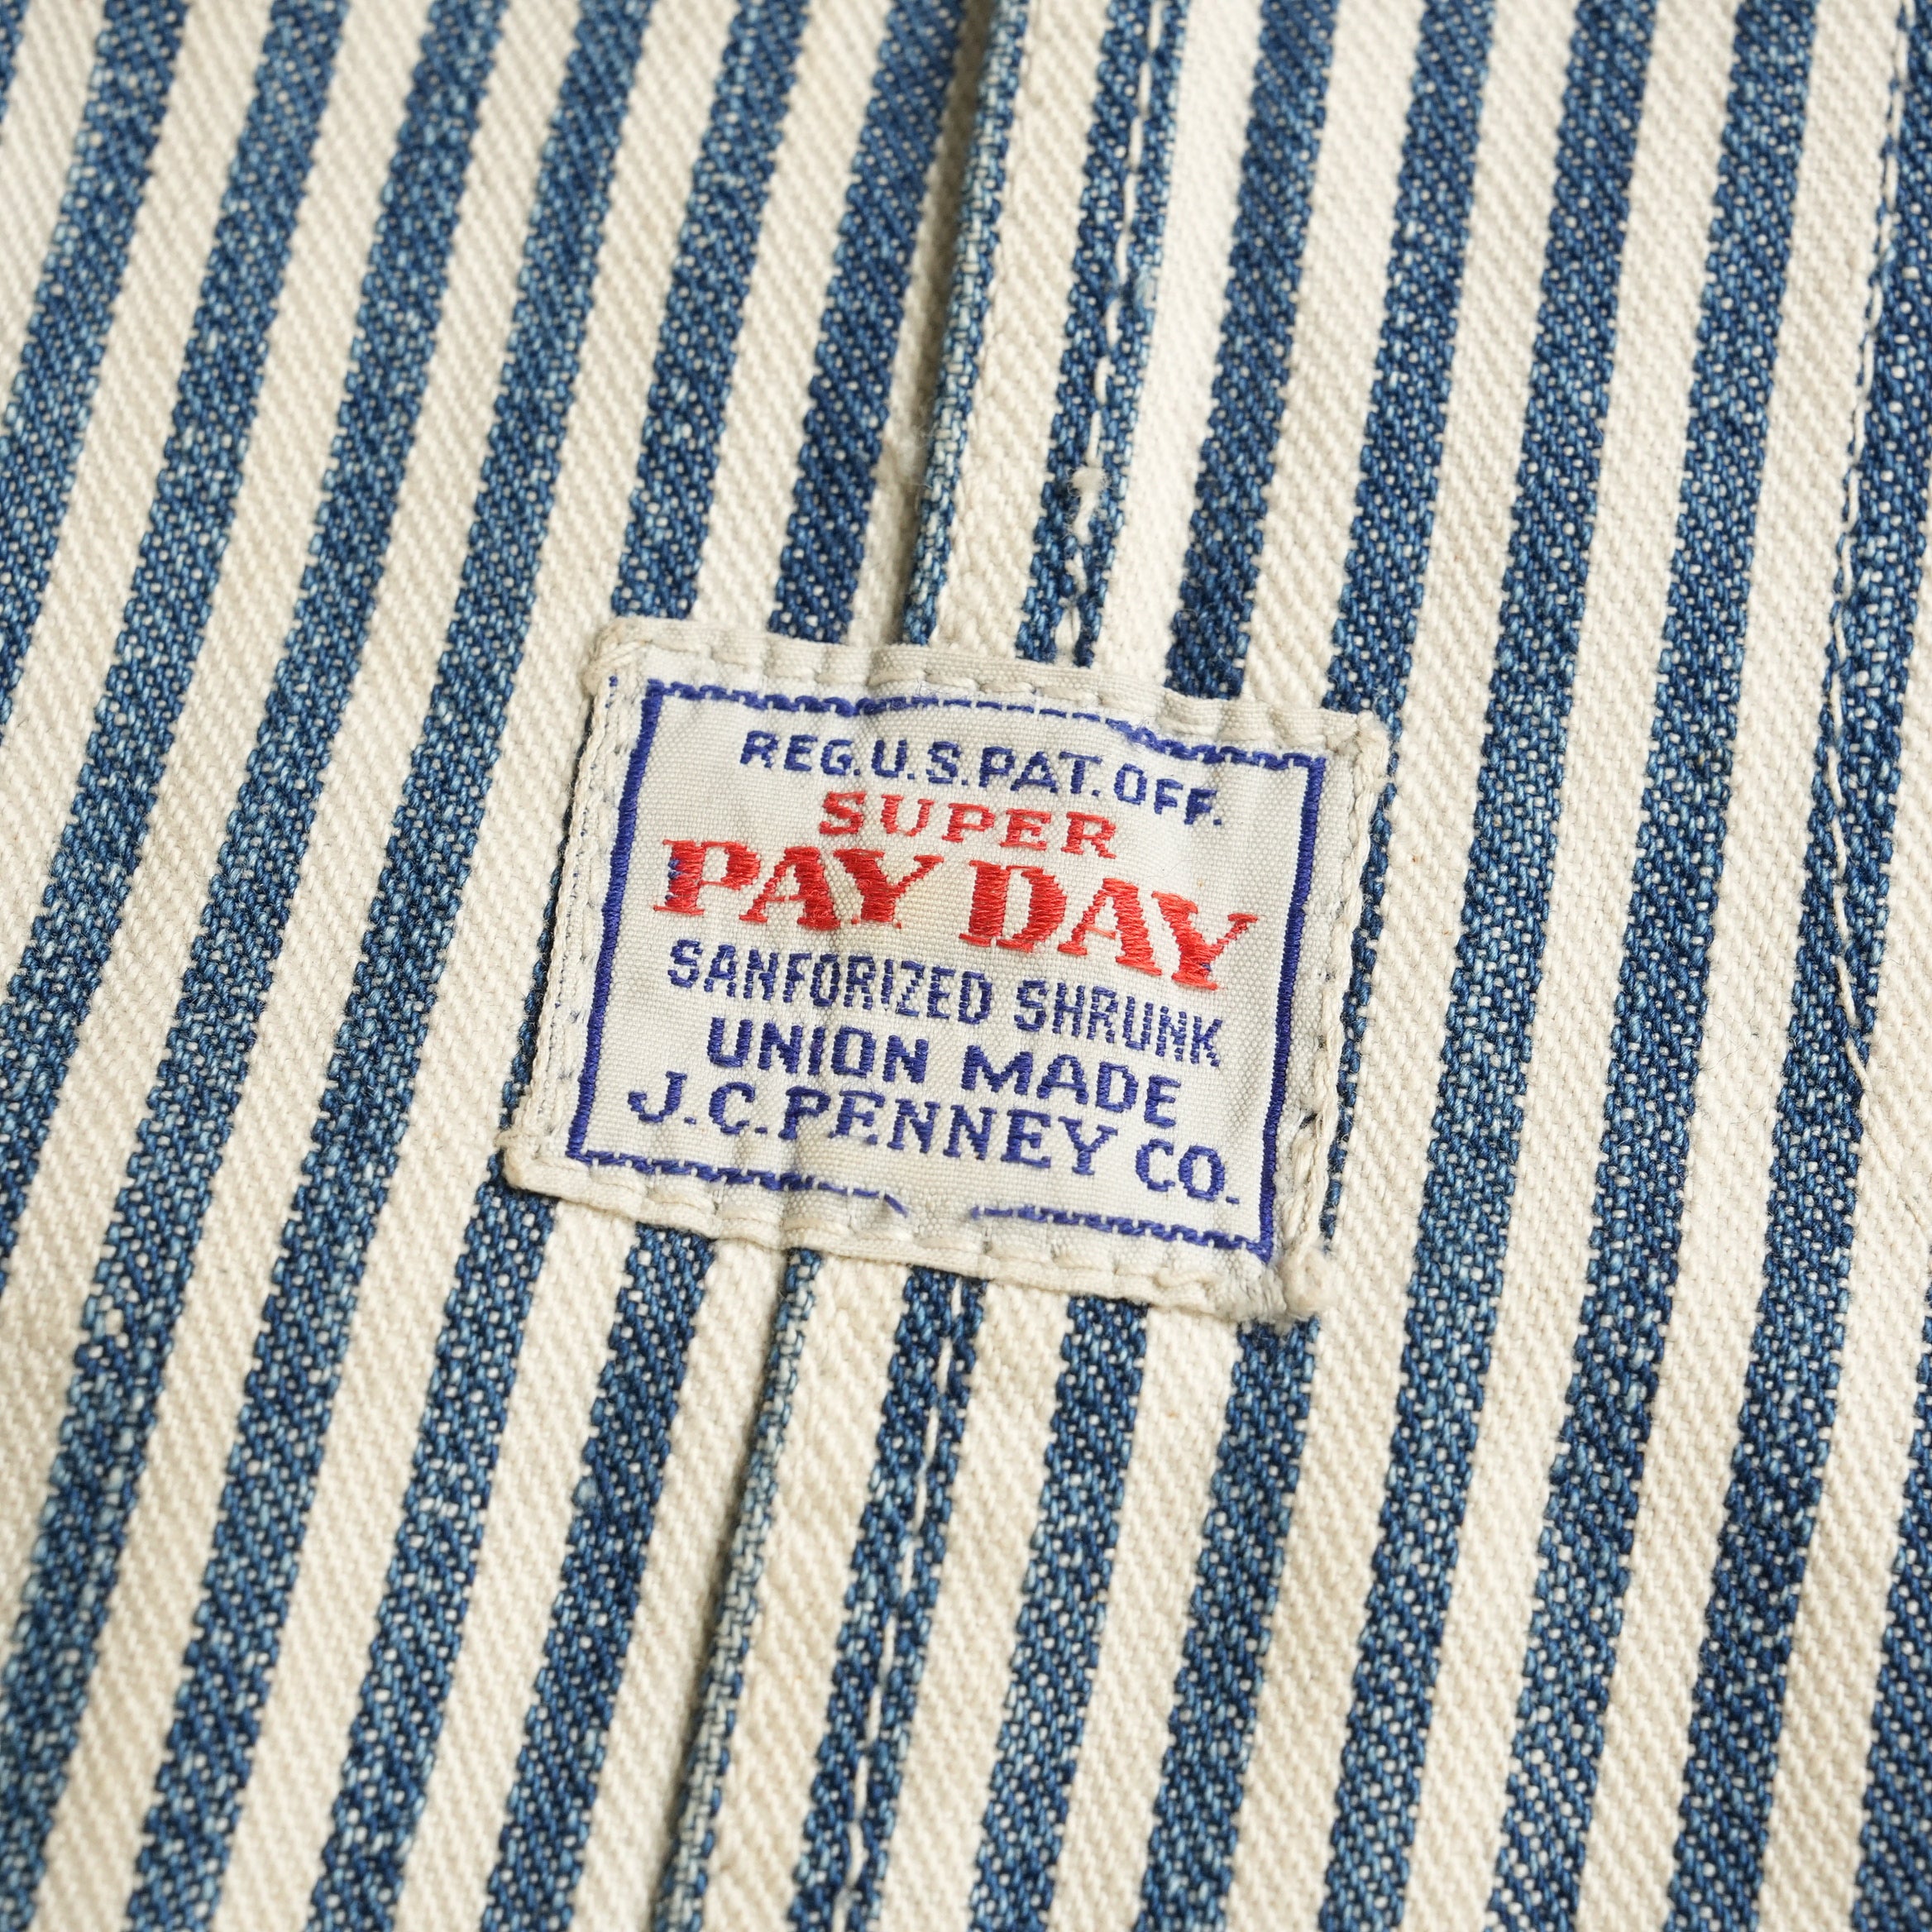 REG.U.S.PAT.OFF.
SUPER
PAY DAY
SANFORIZED SHRUNK
UNION MADE
J.C.PENNEY CO.